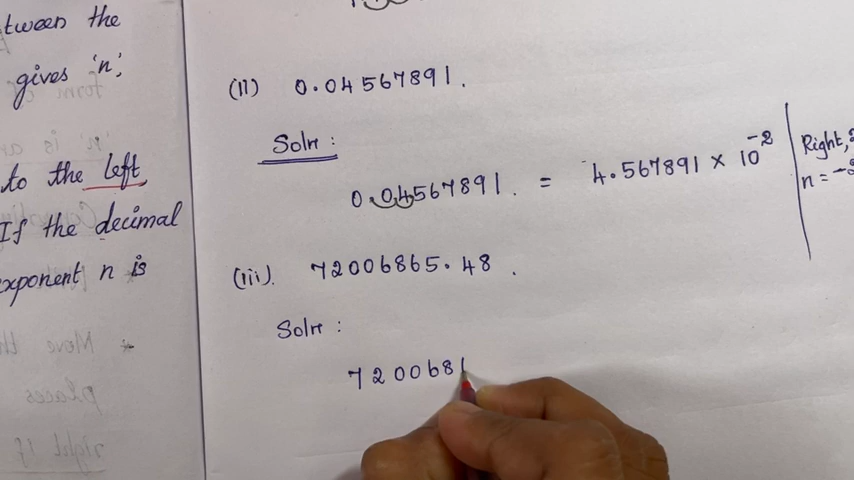 tween the
gives 'n',
to the left,
If the decimal
exponent n is
(ii) 0.04567891.
Soln :
0.04567891. = 4.567891 × 10⁻²
Right,
n = -2
(iii). 72006865.48 .
Soln :
720068